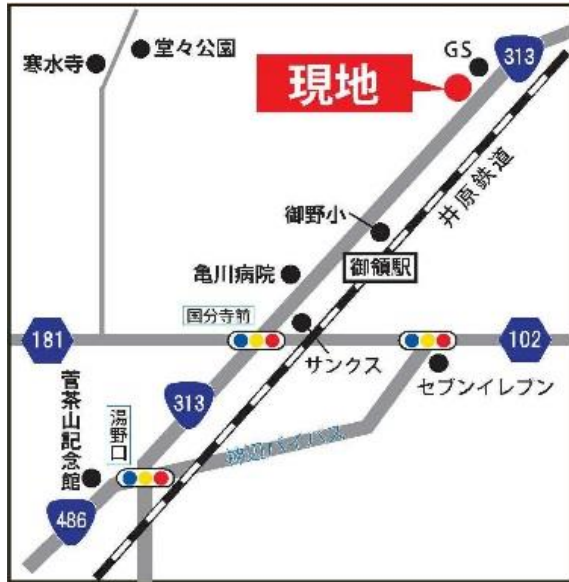 堂々公園
寒水寺
GS
313
現地
井原鉄道
御野小
御領駅
亀川病院
国分寺前
181
102
サンクス
セブンイレブン
菅茶山記念館
湯野口
313
486